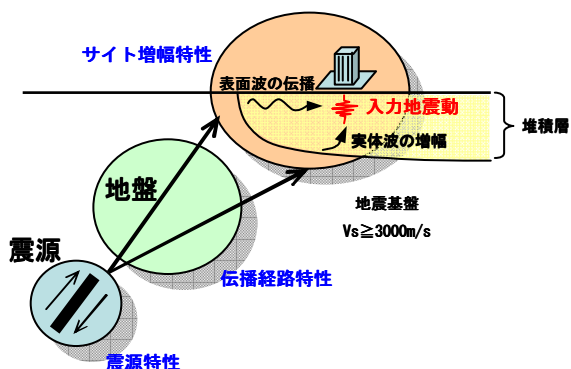 サイト増幅特性
表面波の伝播
入力地震動
堆積層
実体波の増幅
地盤
地震基盤
Vs≧3000m/s
震源
伝播経路特性
震源特性